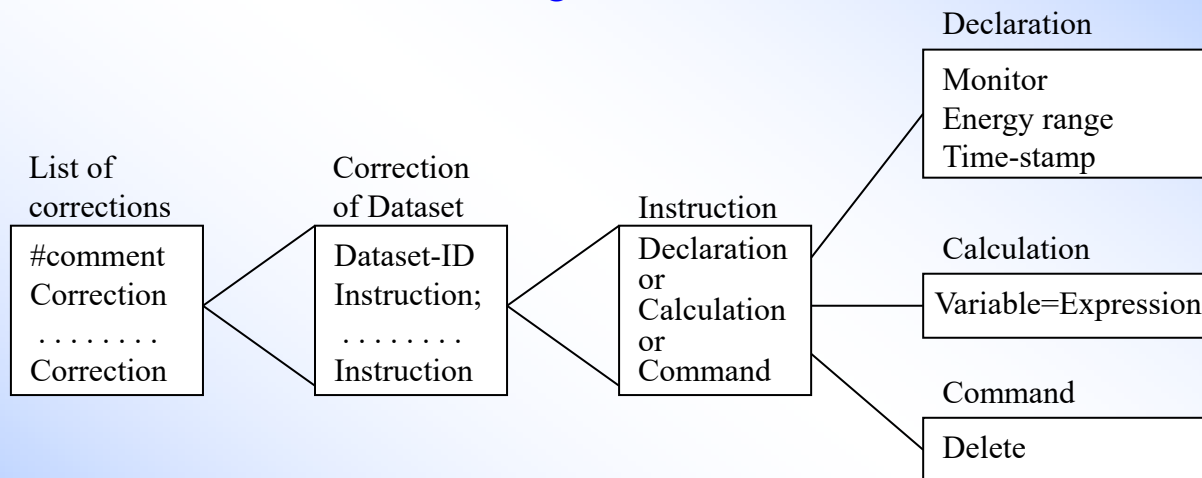 List of
corrections
#comment
Correction
. . . . . . . .
Correction
Correction
of Dataset
Dataset-ID
Instruction;
. . . . . . . .
Instruction
Instruction
Declaration
or
Calculation
or
Command
Declaration
Monitor
Energy range
Time-stamp
Calculation
Variable=Expression
Command
Delete